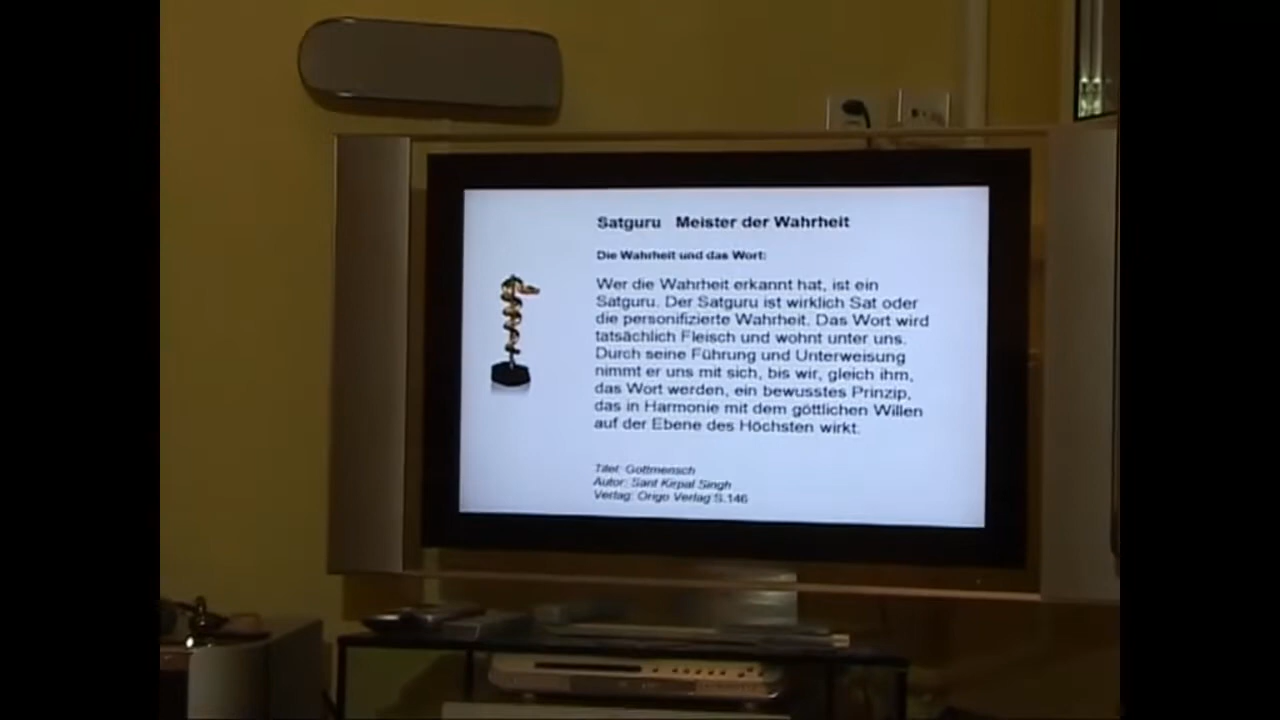 Satguru Meister der Wahrheit
Die Wahrheit und das Wort:
Wer die Wahrheit erkannt hat, ist ein
Satguru. Der Satguru ist wirklich Sat oder
die personifizierte Wahrheit. Das Wort wird
tatsächlich Fleisch und wohnt unter uns.
Durch seine Führung und Unterweisung
nimmt er uns mit sich, bis wir, gleich ihm,
das Wort werden, ein bewusstes Prinzip,
das in Harmonie mit dem göttlichen Willen
auf der Ebene des Höchsten wirkt.
Titel: Gottmensch
Autor: Sant Kirpal Singh
Verlag: Origo Verlag S.146